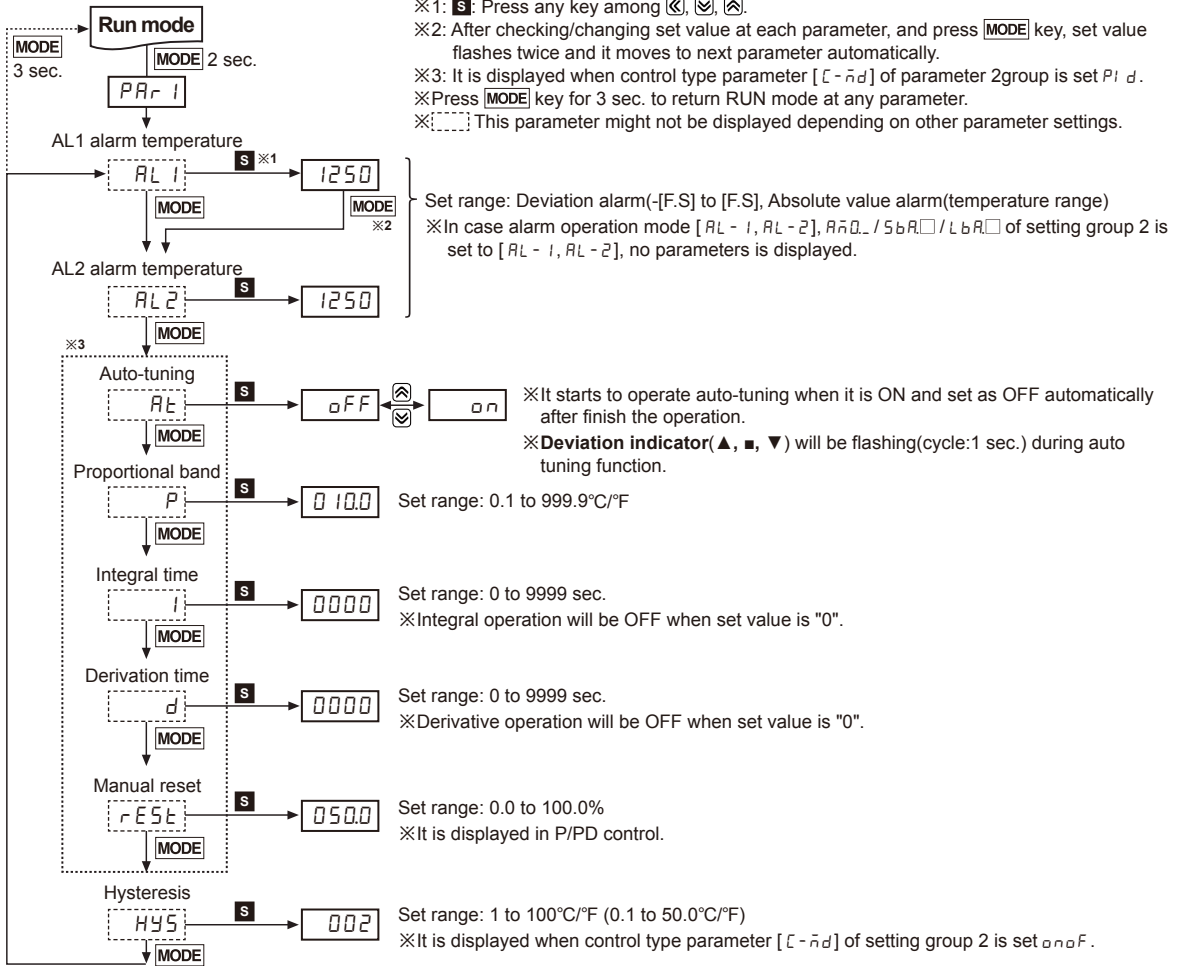 ※1: S: Press any key among «, ︾, ︽.
※2: After checking/changing set value at each parameter, and press MODE key, set value
flashes twice and it moves to next parameter automatically.
※3: It is displayed when control type parameter [C-ñd] of parameter 2group is set PI d.
※Press MODE key for 3 sec. to return RUN mode at any parameter.
※[ ] This parameter might not be displayed depending on other parameter settings.
Run mode
MODE
3 sec.
MODE 2 sec.
PAr 1
AL1 alarm temperature
AL 1
S ※1
1250
MODE
MODE
※2
Set range: Deviation alarm(-[F.S] to [F.S], Absolute value alarm(temperature range)
※In case alarm operation mode [AL-1, AL-2], Añ0._ / SbA.□ / LbA.□ of setting group 2 is
set to [AL-1, AL-2], no parameters is displayed.
AL2 alarm temperature
AL2
S
1250
MODE
※3
Auto-tuning
At
S
oFF
on
MODE
※It starts to operate auto-tuning when it is ON and set as OFF automatically
after finish the operation.
※Deviation indicator(▲, ■, ▼) will be flashing(cycle:1 sec.) during auto
tuning function.
Proportional band
P
S
010.0
Set range: 0.1 to 999.9℃/℉
MODE
Integral time
I
S
0000
Set range: 0 to 9999 sec.
※Integral operation will be OFF when set value is "0".
MODE
Derivation time
d
S
0000
Set range: 0 to 9999 sec.
※Derivative operation will be OFF when set value is "0".
MODE
Manual reset
rESt
S
050.0
Set range: 0.0 to 100.0%
※It is displayed in P/PD control.
MODE
Hysteresis
HYS
S
002
Set range: 1 to 100℃/℉ (0.1 to 50.0℃/℉)
※It is displayed when control type parameter [C-ñd] of setting group 2 is set onoF.
MODE